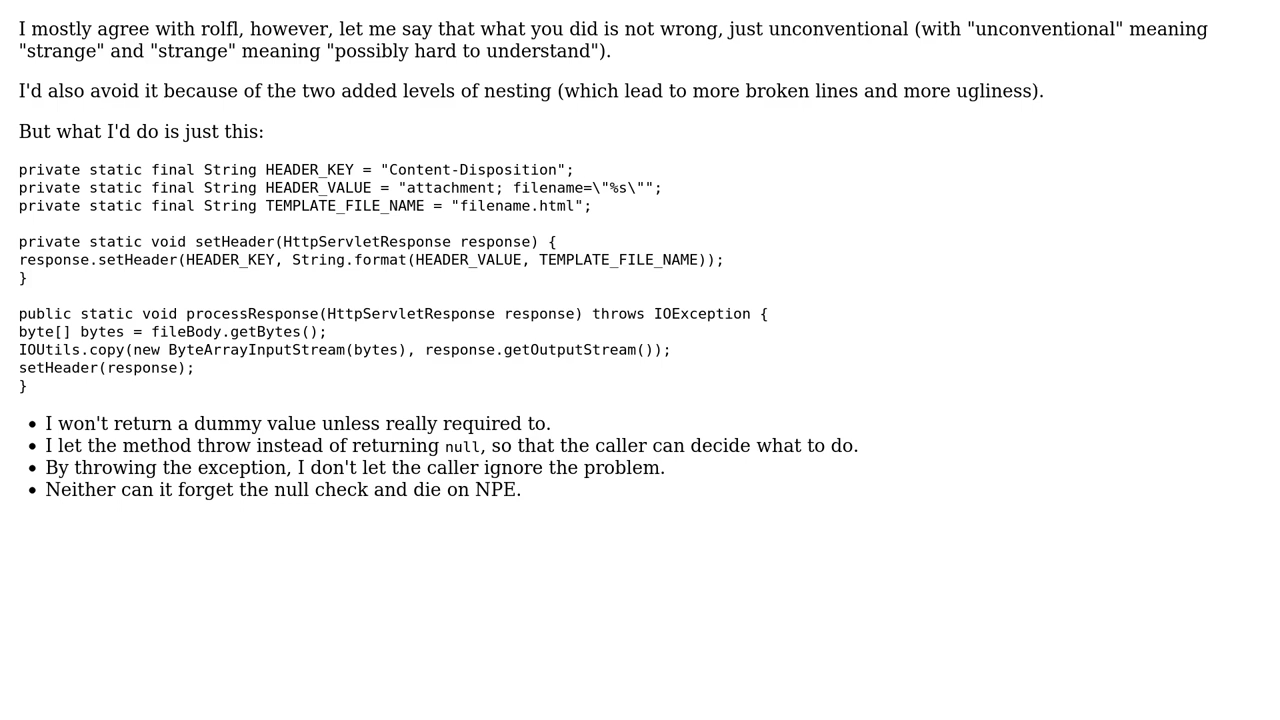 I mostly agree with rolfl, however, let me say that what you did is not wrong, just unconventional (with "unconventional" meaning
"strange" and "strange" meaning "possibly hard to understand").
I'd also avoid it because of the two added levels of nesting (which lead to more broken lines and more ugliness).
But what I'd do is just this:
private static final String HEADER_KEY = "Content-Disposition";
private static final String HEADER_VALUE = "attachment; filename=\"%s\"";
private static final String TEMPLATE_FILE_NAME = "filename.html";
private static void setHeader(HttpServletResponse response) {
response.setHeader(HEADER_KEY, String.format(HEADER_VALUE, TEMPLATE_FILE_NAME));
}
public static void processResponse(HttpServletResponse response) throws IOException {
byte[] bytes = fileBody.getBytes();
IOUtils.copy(new ByteArrayInputStream(bytes), response.getOutputStream());
setHeader(response);
}
• I won't return a dummy value unless really required to.
• I let the method throw instead of returning null, so that the caller can decide what to do.
• By throwing the exception, I don't let the caller ignore the problem.
• Neither can it forget the null check and die on NPE.